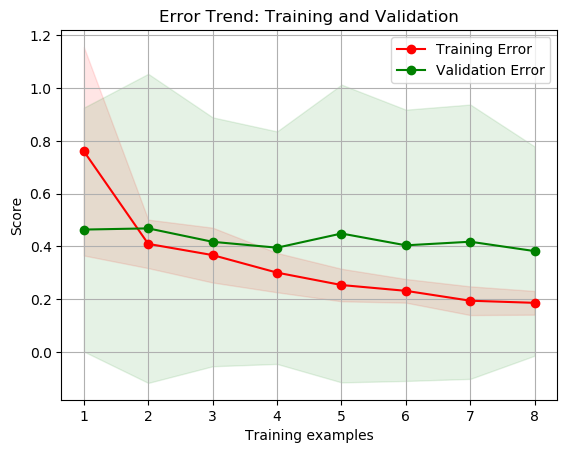 Error Trend: Training and Validation
1.2
1.0
0.8
0.6
0.4
0.2
0.0
Score
Training Error
Validation Error
1 2 3 4 5 6 7 8
Training examples